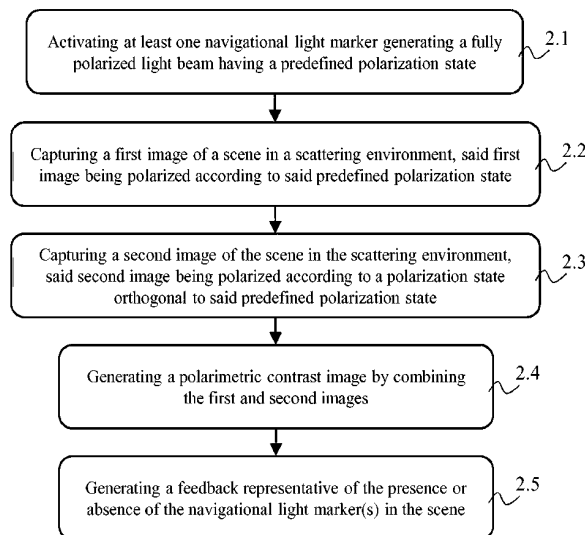 Activating at least one navigational light marker generating a fully
polarized light beam having a predefined polarization state
2.1
Capturing a first image of a scene in a scattering environment, said first
image being polarized according to said predefined polarization state
2.2
Capturing a second image of the scene in the scattering environment,
said second image being polarized according to a polarization state
orthogonal to said predefined polarization state
2.3
Generating a polarimetric contrast image by combining
the first and second images
2.4
Generating a feedback representative of the presence or
absence of the navigational light marker(s) in the scene
2.5